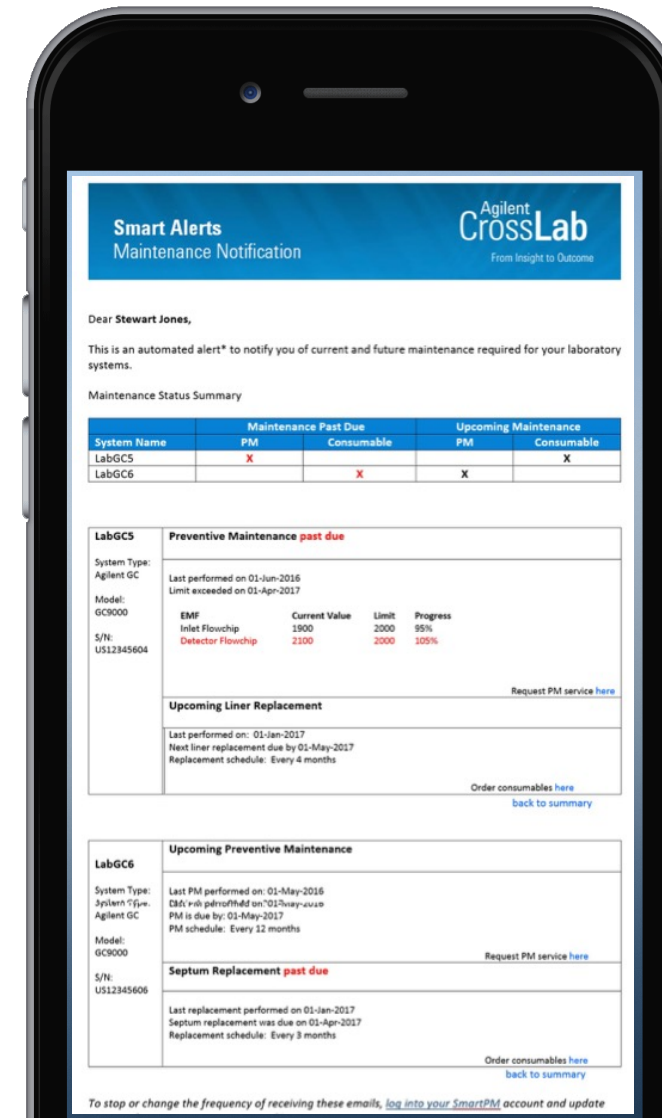 Smart Alerts
Maintenance Notification
Agilent
CrossLab
From Insight to Outcome
Dear Stewart Jones,
This is an automated alert* to notify you of current and future maintenance required for your laboratory
systems.
Maintenance Status Summary
Maintenance Past Due Upcoming Maintenance
System Name PM Consumable PM Consumable
LabGC5 X X
LabGC6 X X
LabGC5
System Type:
Agilent GC
Model:
GC9000
S/N:
US12345604
Preventive Maintenance past due
Last performed on 01-Jun-2016
Limit exceeded on 01-Apr-2017
EMF Current Value Limit Progress
Inlet Flowchip 1900 2000 95%
Detector Flowchip 2100 2000 105%
Request PM service here
Upcoming Liner Replacement
Last performed on: 01-Jan-2017
Next liner replacement due by 01-May-2017
Replacement schedule: Every 4 months
Order consumables here
back to summary
LabGC6
System Type:
Agilent GC
Model:
GC9000
S/N:
US12345606
Upcoming Preventive Maintenance
Last PM performed on: 01-May-2016
PM is due by: 01-May-2017
PM schedule: Every 12 months
Request PM service here
Septum Replacement past due
Last replacement performed on 01-Jan-2017
Septum replacement was due on 01-Apr-2017
Replacement schedule: Every 3 months
Order consumables here
back to summary
To stop or change the frequency of receiving these emails, log into your SmartPM account and update